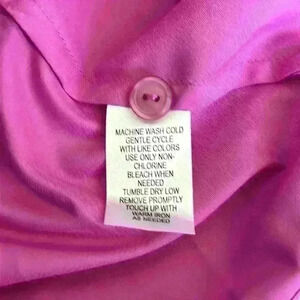 MACHINE WASH COLD
GENTLE CYCLE
WITH LIKE COLORS
USE ONLY NON-
CHLORINE
BLEACH WHEN
NEEDED
TUMBLE DRY LOW
REMOVE PROMPTLY
TOUCH UP WITH
WARM IRON
AS NEEDED